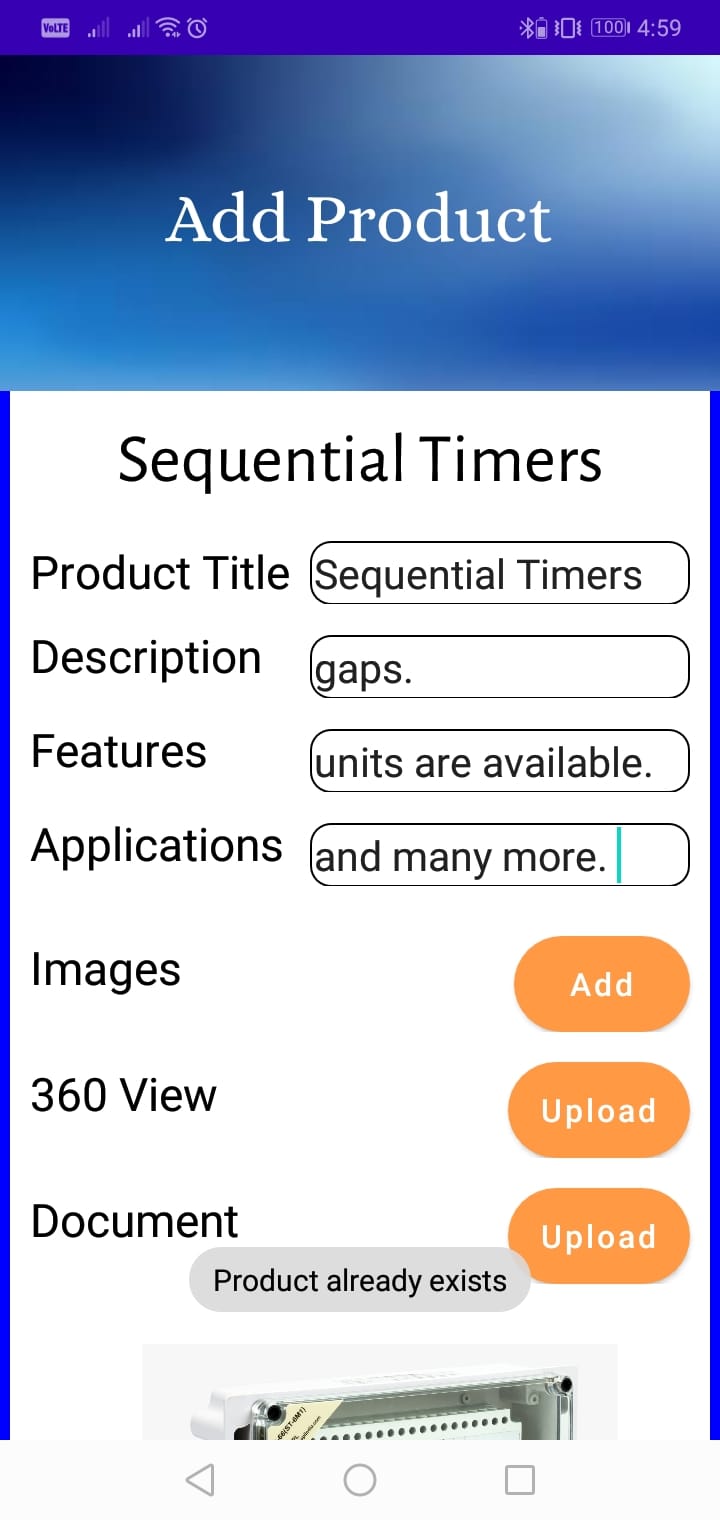 VoLTE 100 4:59
Add Product
Sequential Timers
Product Title Sequential Timers
Description gaps.
Features units are available.
Applications and many more.
Images Add
360 View Upload
Document Upload
Product already exists